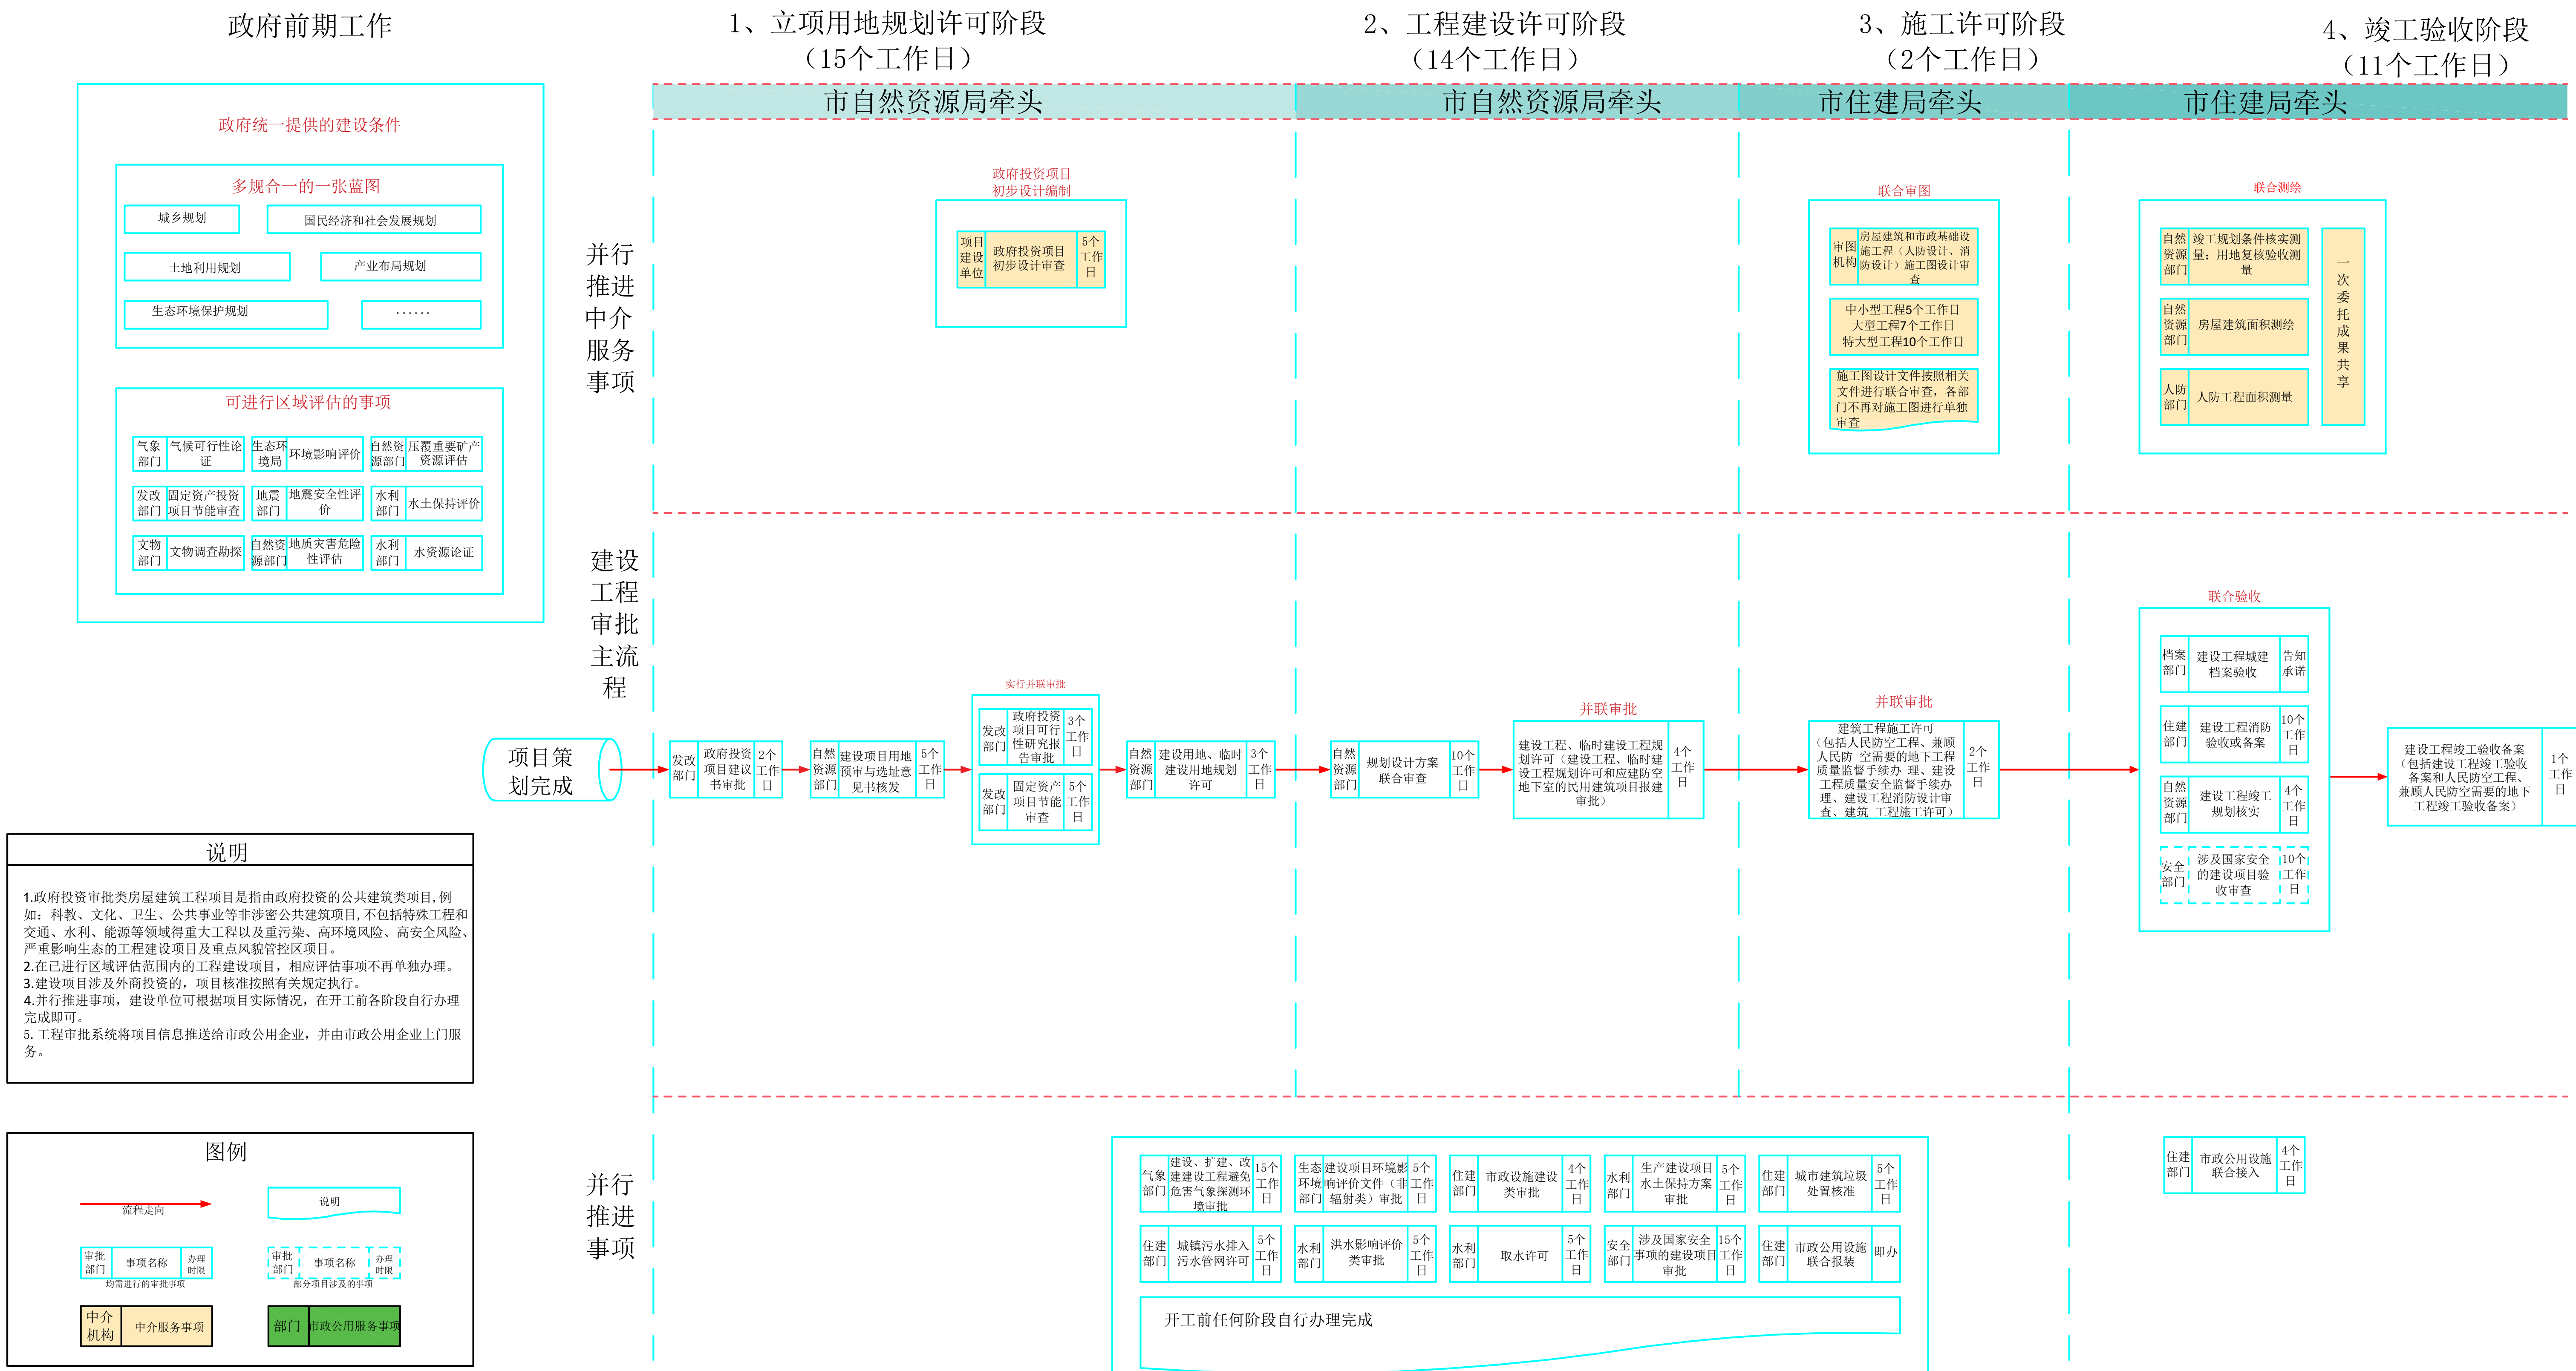 政府前期工作
1、立项用地规划许可阶段
（15个工作日）
2、工程建设许可阶段
（14个工作日）
3、施工许可阶段
（2个工作日）
4、竣工验收阶段
（11个工作日）
市自然资源局牵头
市自然资源局牵头
市住建局牵头
市住建局牵头
政府统一提供的建设条件
多规合一的一张蓝图
城乡规划
国民经济和社会发展规划
土地利用规划
产业布局规划
生态环境保护规划
······
可进行区域评估的事项
气象
部门
气候可行性论
证
生态环
境局
环境影响评价
自然资
源部门
压覆重要矿产
资源评估
发改
部门
固定资产投资
项目节能审查
地震
部门
地震安全性评
价
水利
部门
水土保持评价
文物
部门
文物调查勘探
自然资
源部门
地质灾害危险
性评估
水利
部门
水资源论证
并行
推进
中介
服务
事项
政府投资项目
初步设计编制
项目
建设
单位
政府投资项目
初步设计审查
5个
工作
日
联合审图
审图
机构
房屋建筑和市政基础设
施工程（人防设计、消
防设计）施工图设计审
查
中小型工程5个工作日
大型工程7个工作日
特大型工程10个工作日
施工图设计文件按照相关
文件进行联合审查，各部
门不再对施工图进行单独
审查
联合测绘
自然
资源
部门
竣工规划条件核实测
量；用地复核验收测
量
自然
资源
部门
房屋建筑面积测绘
人防
部门
人防工程面积测量
一次委托成果共享
建设
工程
审批
主流
程
项目策
划完成
发改
部门
政府投资
项目建议
书审批
2个
工作
日
自然
资源
部门
建设项目用地
预审与选址意
见书核发
5个
工作
日
实行并联审批
发改
部门
政府投资
项目可行
性研究报
告审批
3个
工作
日
发改
部门
固定资产
项目节能
审查
5个
工作
日
自然
资源
部门
建设用地、临时
建设用地规划
许可
3个
工作
日
自然
资源
部门
规划设计方案
联合审查
10个
工作
日
并联审批
建设工程、临时建设工程规
划许可（建设工程、临时建
设工程规划许可和应建防空
地下室的民用建筑项目报建
审批）
4个
工作
日
并联审批
建筑工程施工许可
（包括人民防空工程、兼顾
人民防 空需要的地下工程
质量监督手续办 理、建设
工程质量安全监督手续办
理、建设工程消防设计审
查、建筑 工程施工许可）
2个
工作
日
联合验收
档案
部门
建设工程城建
档案验收
告知
承诺
住建
部门
建设工程消防
验收或备案
10个
工作
日
自然
资源
部门
建设工程竣工
规划核实
4个
工作
日
安全
部门
涉及国家安全
的建设项目验
收审查
10个
工作
日
建设工程竣工验收备案
（包括建设工程竣工验收
备案和人民防空工程、
兼顾人民防空需要的地下
工程竣工验收备案）
1个
工作
日
说明
1.政府投资审批类房屋建筑工程项目是指由政府投资的公共建筑类项目，例
如：科教、文化、卫生、公共事业等非涉密公共建筑项目，不包括特殊工程和
交通、水利、能源等领域得重大工程以及重污染、高环境风险、高安全风险、
严重影响生态的工程建设项目及重点风貌管控区项目。
2.在已进行区域评估范围内的工程建设项目，相应评估事项不再单独办理。
3.建设项目涉及外商投资的，项目核准按照有关规定执行。
4.并行推进事项，建设单位可根据项目实际情况，在开工前各阶段自行办理
完成即可。
5.工程审批系统将项目信息推送给市政公用企业，并由市政公用企业上门服
务。
图例
流程走向
说明
审批
部门
事项名称
办理
时限
均需进行的审批事项
审批
部门
事项名称
办理
时限
部分项目涉及的事项
中介
机构
中介服务事项
部门
市政公用服务事项
并行
推进
事项
气象
部门
建设、扩建、改
建建设工程避免
危害气象探测环
境审批
15个
工作
日
生态
环境
部门
建设项目环境影
响评价文件（非
辐射类）审批
5个
工作
日
住建
部门
市政设施建设
类审批
4个
工作
日
水利
部门
生产建设项目
水土保持方案
审批
5个
工作
日
住建
部门
城市建筑垃圾
处置核准
5个
工作
日
住建
部门
城镇污水排入
污水管网许可
5个
工作
日
水利
部门
洪水影响评价
类审批
5个
工作
日
水利
部门
取水许可
5个
工作
日
安全
部门
涉及国家安全
事项的建设项目
审批
15个
工作
日
住建
部门
市政公用设施
联合报装
即办
开工前任何阶段自行办理完成
住建
部门
市政公用设施
联合接入
4个
工作
日